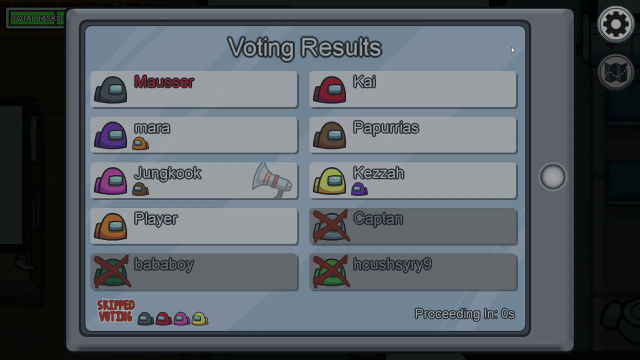 TOTAL TASKS
Voting Results
Mausser
Kai
mara
Papurrias
Jungkook
Kezzah
Player
Captan
bababoy
hcushsyry9
SKIPPED
VOTING
Proceeding In: 0s